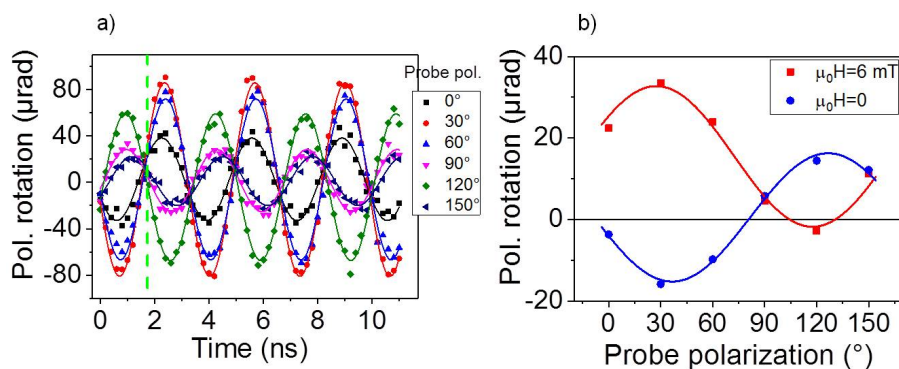 a)
Pol. rotation (µrad)
80
40
0
-40
-80
0 2 4 6 8 10
Time (ns)
Probe pol.
0°
30°
60°
90°
120°
150°
b)
Pol. rotation (µrad)
40
20
0
-20
0 30 60 90 120 150
Probe polarization (°)
µ₀H=6 mT
µ₀H=0